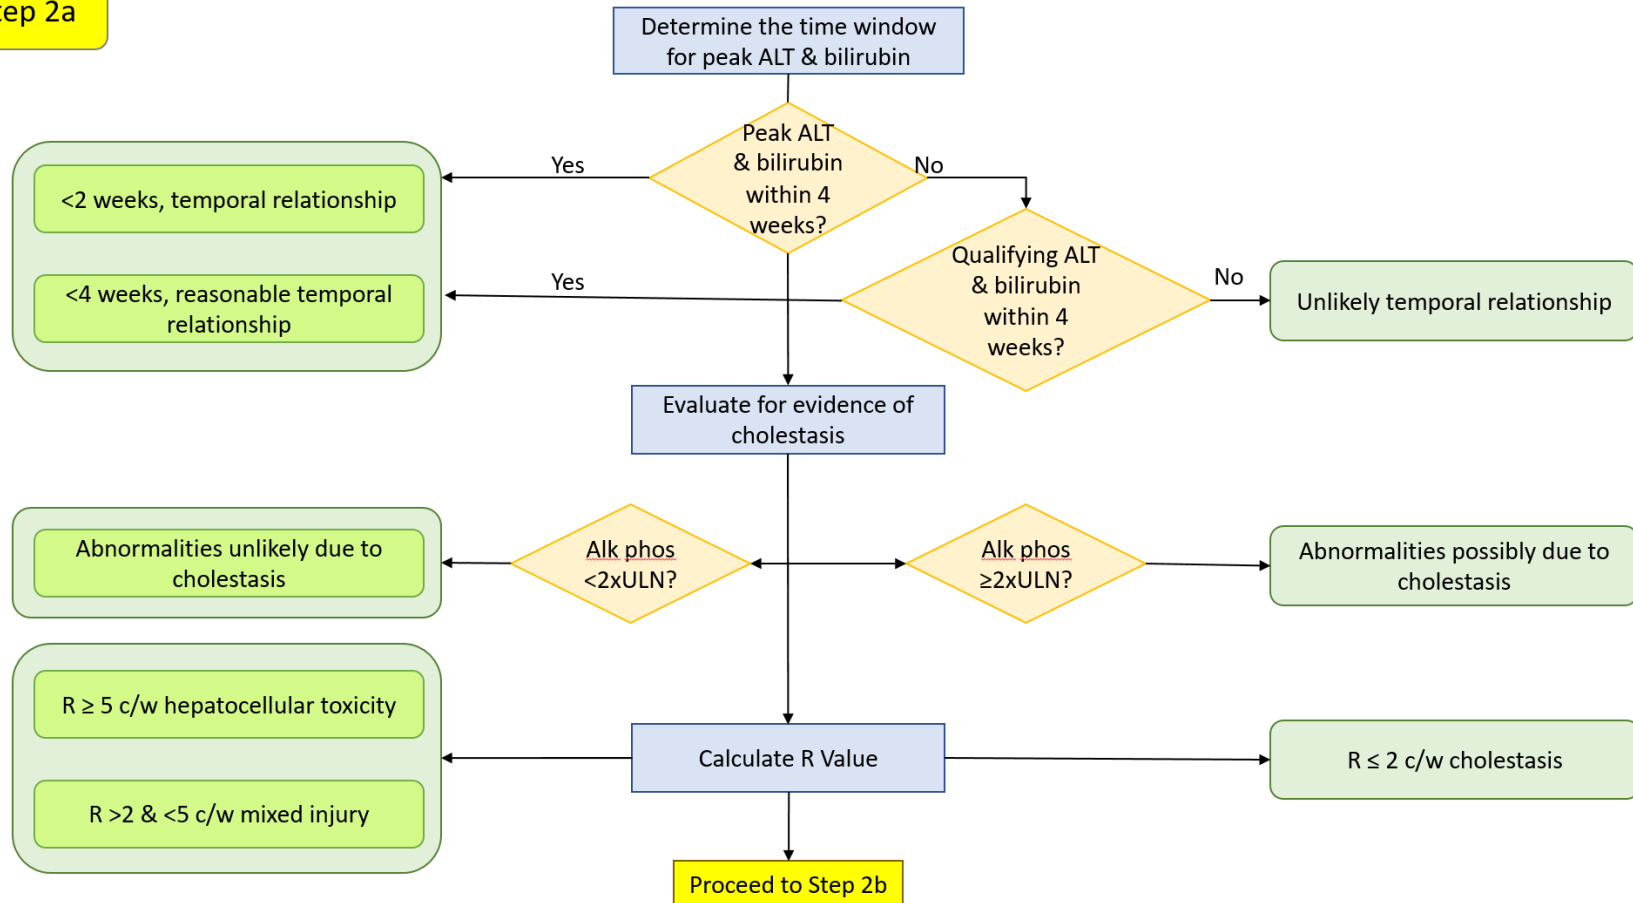 tep 2a
Determine the time window
for peak ALT & bilirubin
Peak ALT
& bilirubin
within 4
weeks?
Yes
No
<2 weeks, temporal relationship
<4 weeks, reasonable temporal
relationship
Yes
Qualifying ALT
& bilirubin
within 4
weeks?
No
Unlikely temporal relationship
Evaluate for evidence of
cholestasis
Abnormalities unlikely due to
cholestasis
Alk phos
<2xULN?
Alk phos
≥2xULN?
Abnormalities possibly due to
cholestasis
R ≥ 5 c/w hepatocellular toxicity
R >2 & <5 c/w mixed injury
Calculate R Value
R ≤ 2 c/w cholestasis
Proceed to Step 2b